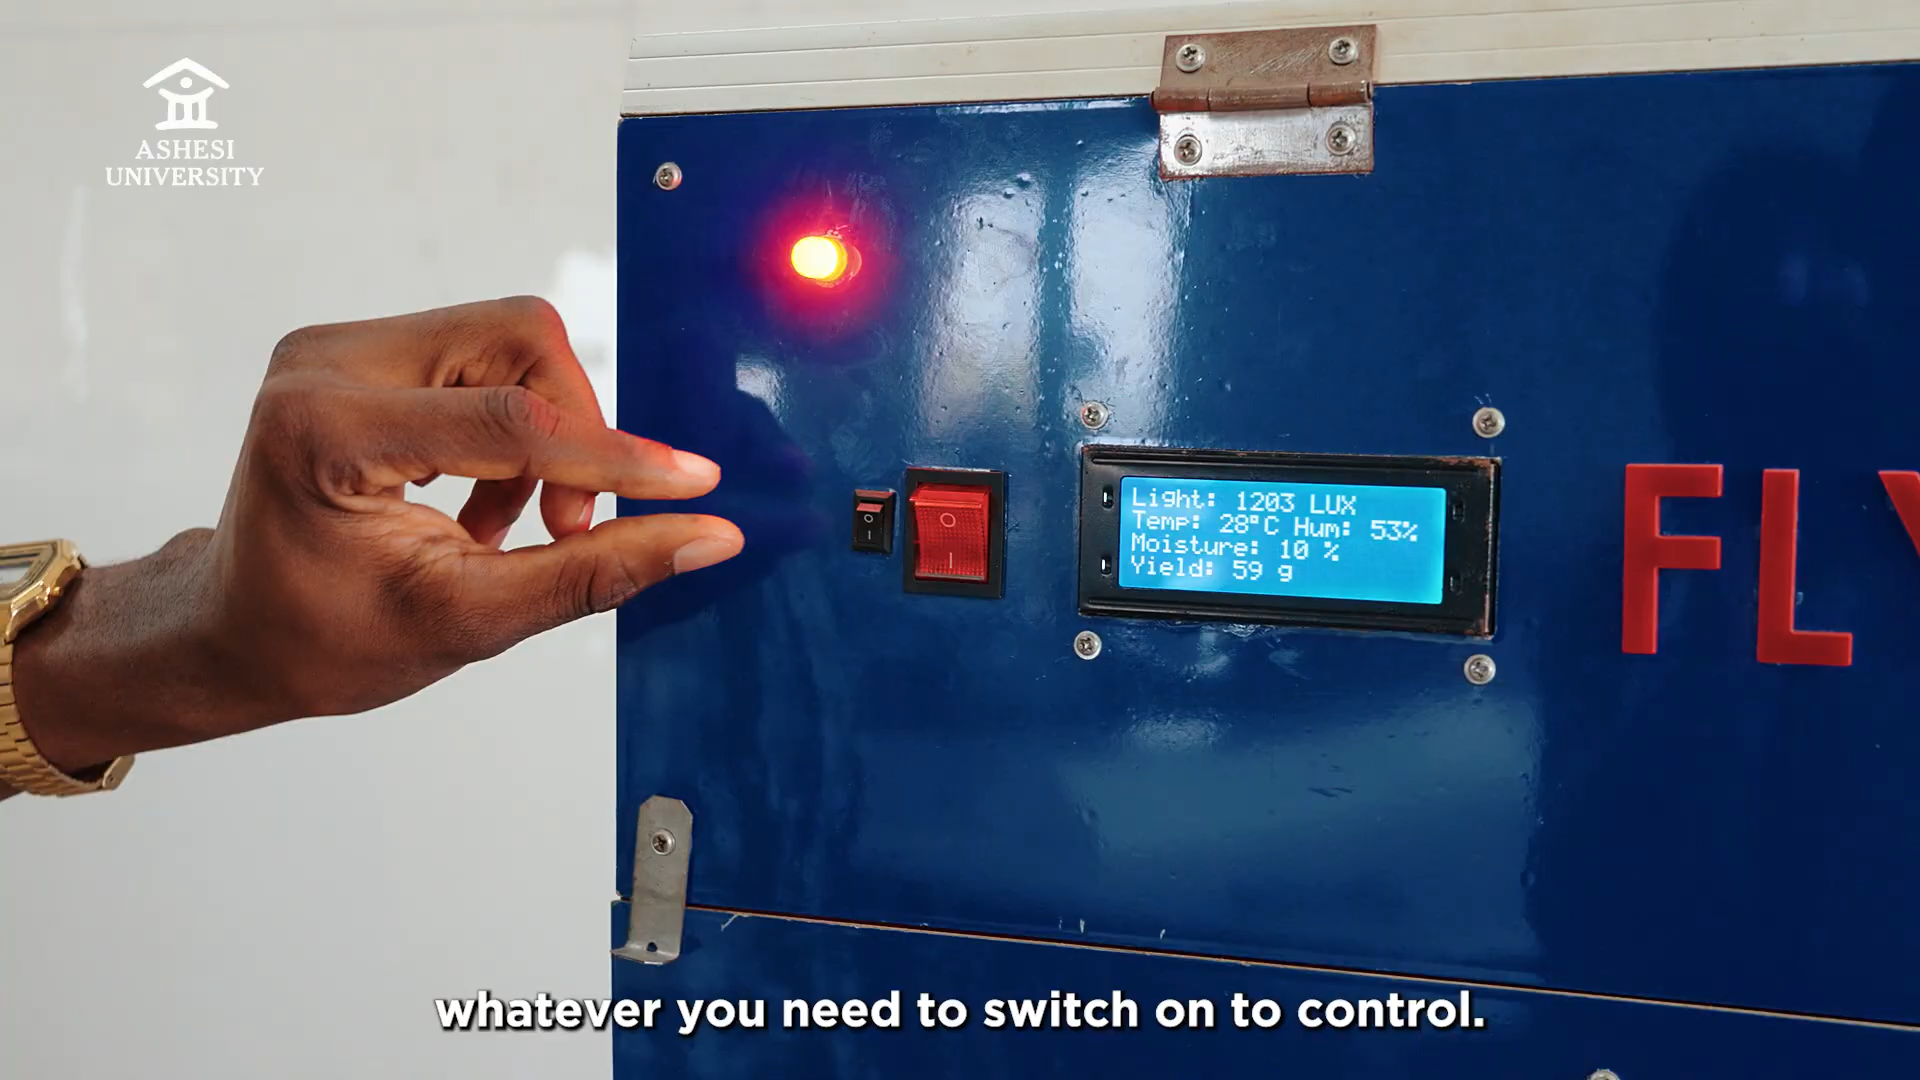 ASHESI
UNIVERSITY
Light: 1203 LUX
Temp: 28°C Hum: 53%
Moisture: 10 %
Yield: 59 g
FLY
whatever you need to switch on to control.